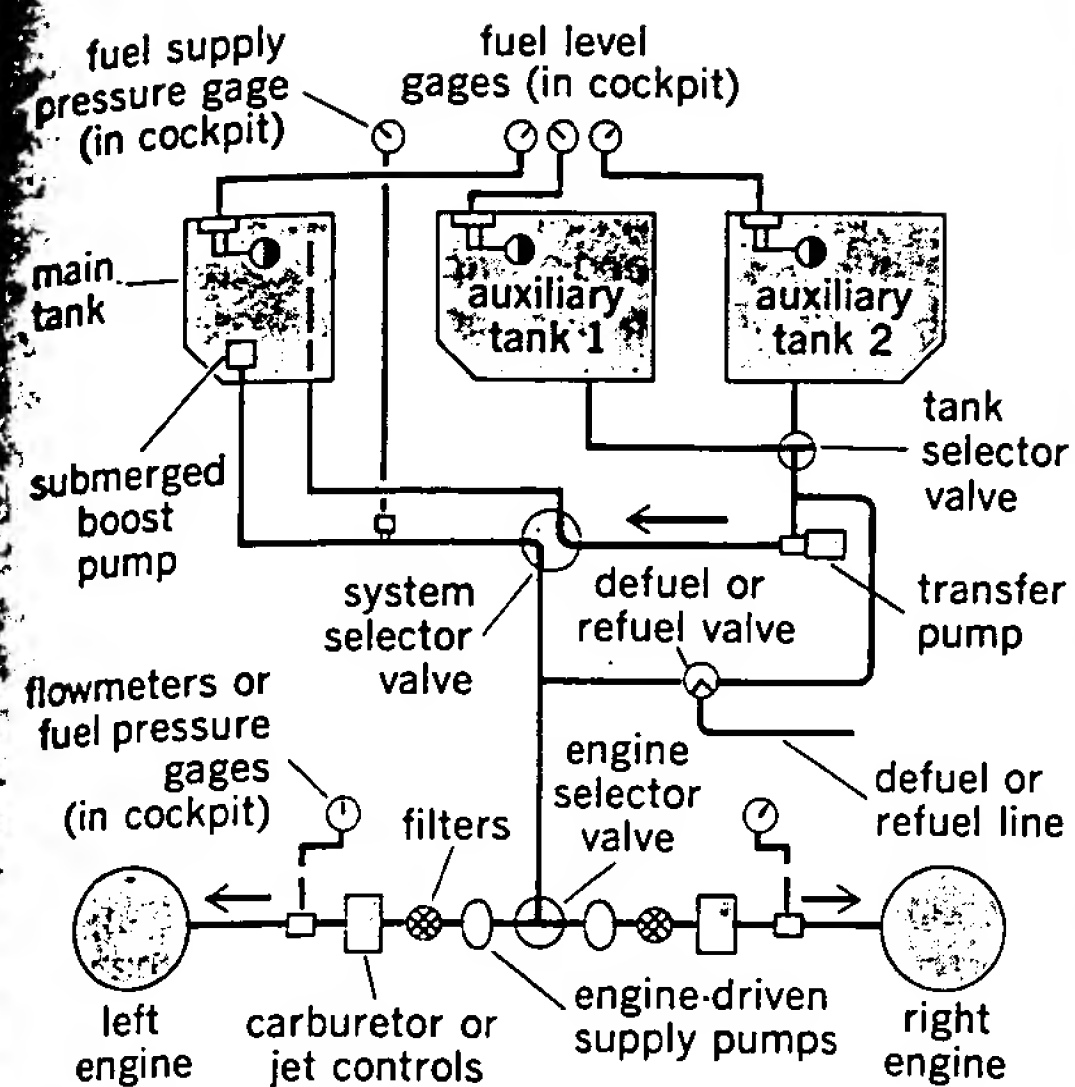 fuel supply
pressure gage
(in cockpit)
fuel level
gages (in cockpit)
main
tank
auxiliary
tank 1
auxiliary
tank 2
tank
selector
valve
submerged
boost
pump
system
selector
valve
defuel or
refuel valve
transfer
pump
flowmeters or
fuel pressure
gages
(in cockpit)
filters
engine
selector
valve
defuel or
refuel line
left
engine
carburetor or
jet controls
engine-driven
supply pumps
right
engine